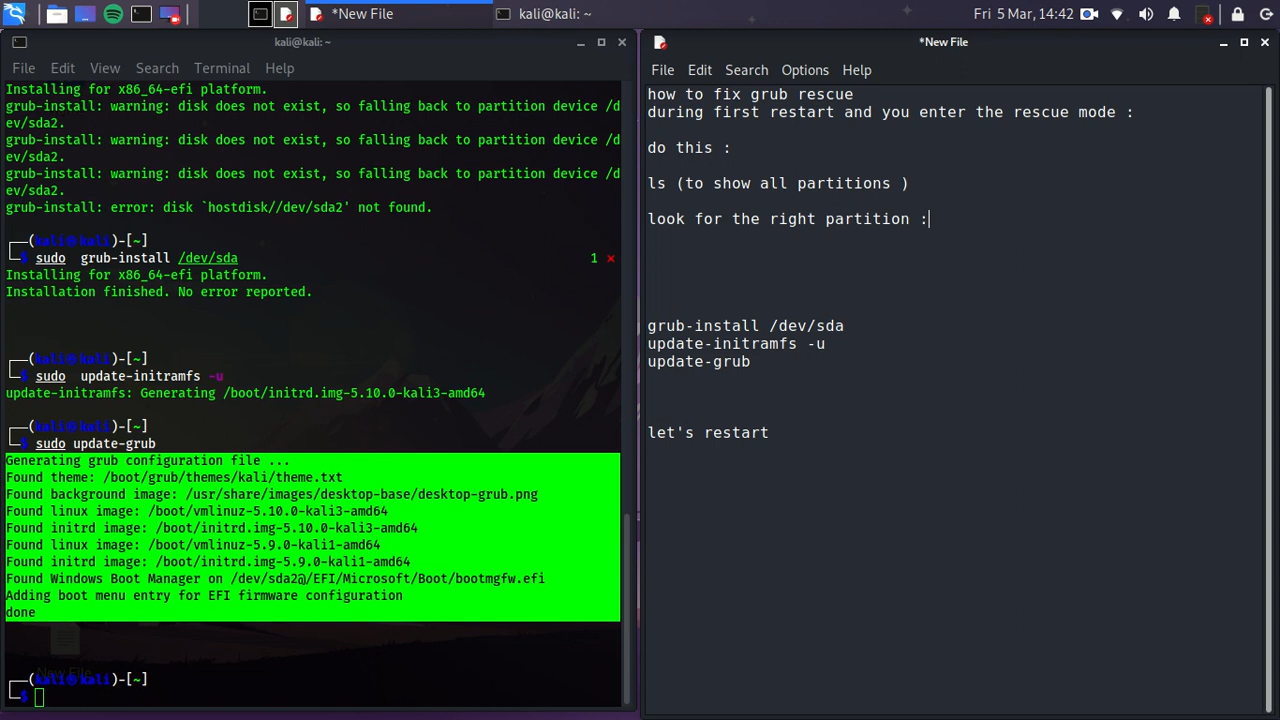 *New File
kali@kali: ~
Fri 5 Mar, 14:42
kali@kali: ~
File Edit View Search Terminal Help
Installing for x86_64-efi platform.
grub-install: warning: disk does not exist, so falling back to partition device /d
ev/sda2.
grub-install: warning: disk does not exist, so falling back to partition device /d
ev/sda2.
grub-install: warning: disk does not exist, so falling back to partition device /d
ev/sda2.
grub-install: error: disk `hostdisk//dev/sda2' not found.
┌──(kali㉿kali)-[~]
└─$ sudo  grub-install /dev/sda 1 ⨯
Installing for x86_64-efi platform.
Installation finished. No error reported.
┌──(kali㉿kali)-[~]
└─$ sudo  update-initramfs -u
update-initramfs: Generating /boot/initrd.img-5.10.0-kali3-amd64
┌──(kali㉿kali)-[~]
└─$ sudo update-grub
Generating grub configuration file ...
Found theme: /boot/grub/themes/kali/theme.txt
Found background image: /usr/share/images/desktop-base/desktop-grub.png
Found linux image: /boot/vmlinuz-5.10.0-kali3-amd64
Found initrd image: /boot/initrd.img-5.10.0-kali3-amd64
Found linux image: /boot/vmlinuz-5.9.0-kali1-amd64
Found initrd image: /boot/initrd.img-5.9.0-kali1-amd64
Found Windows Boot Manager on /dev/sda2@/EFI/Microsoft/Boot/bootmgfw.efi
Adding boot menu entry for EFI firmware configuration
done
New File
┌──(kali㉿kali)-[~]
└─$
*New File
File Edit Search Options Help
how to fix grub rescue
during first restart and you enter the rescue mode :
do this :
ls (to show all partitions )
look for the right partition :
grub-install /dev/sda
update-initramfs -u
update-grub
let's restart